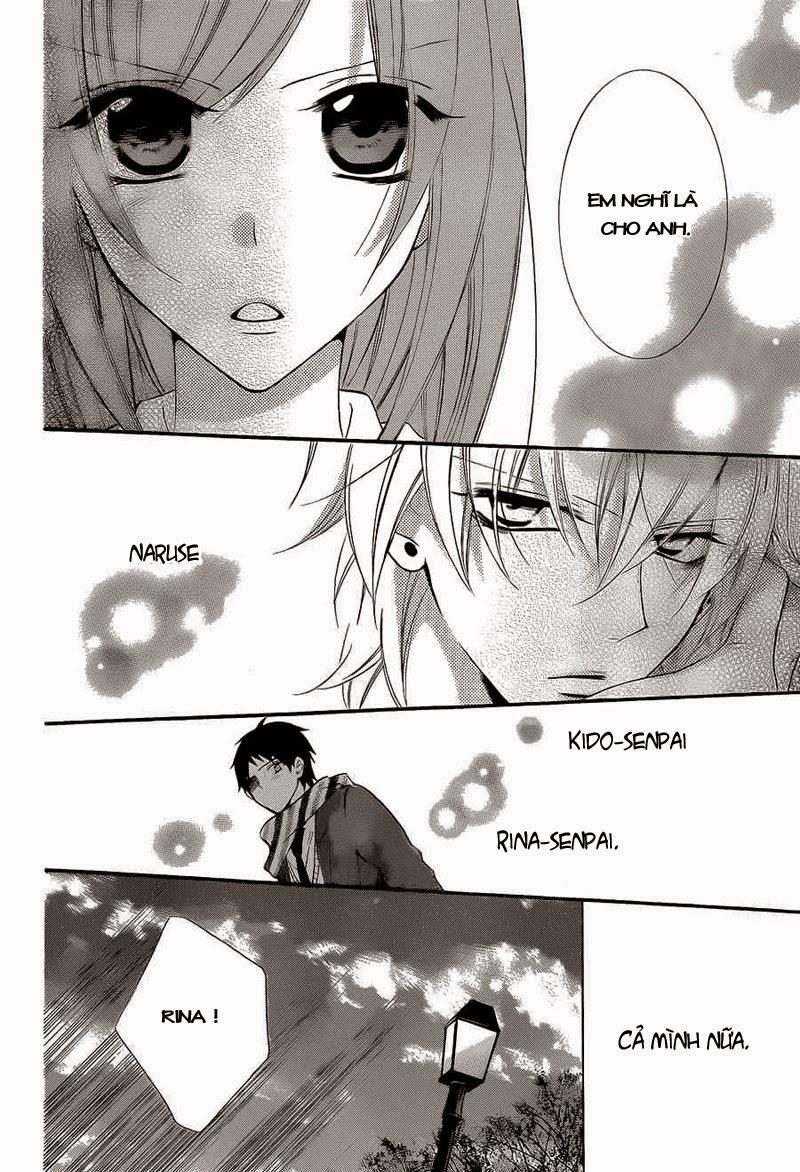 EM NGHĨ LÀ
CHO ANH.
NARUSE
KIDO-SENPAI
RINA-SENPAI.
RINA !
CẢ MÌNH NỮA.